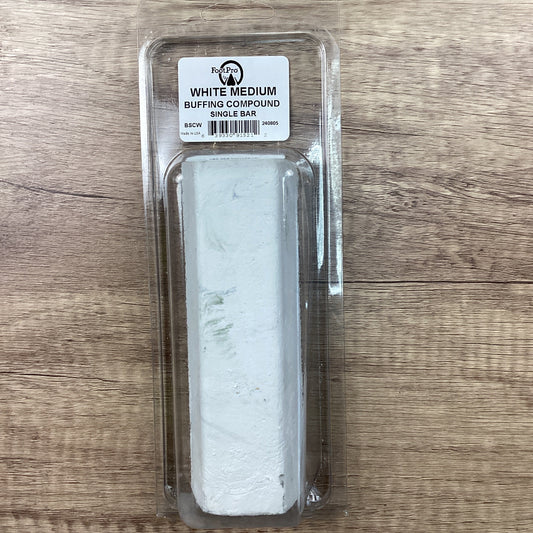 FootPro
WHITE MEDIUM
BUFFING COMPOUND
SINGLE BAR
BSCW 240805
Made in USA